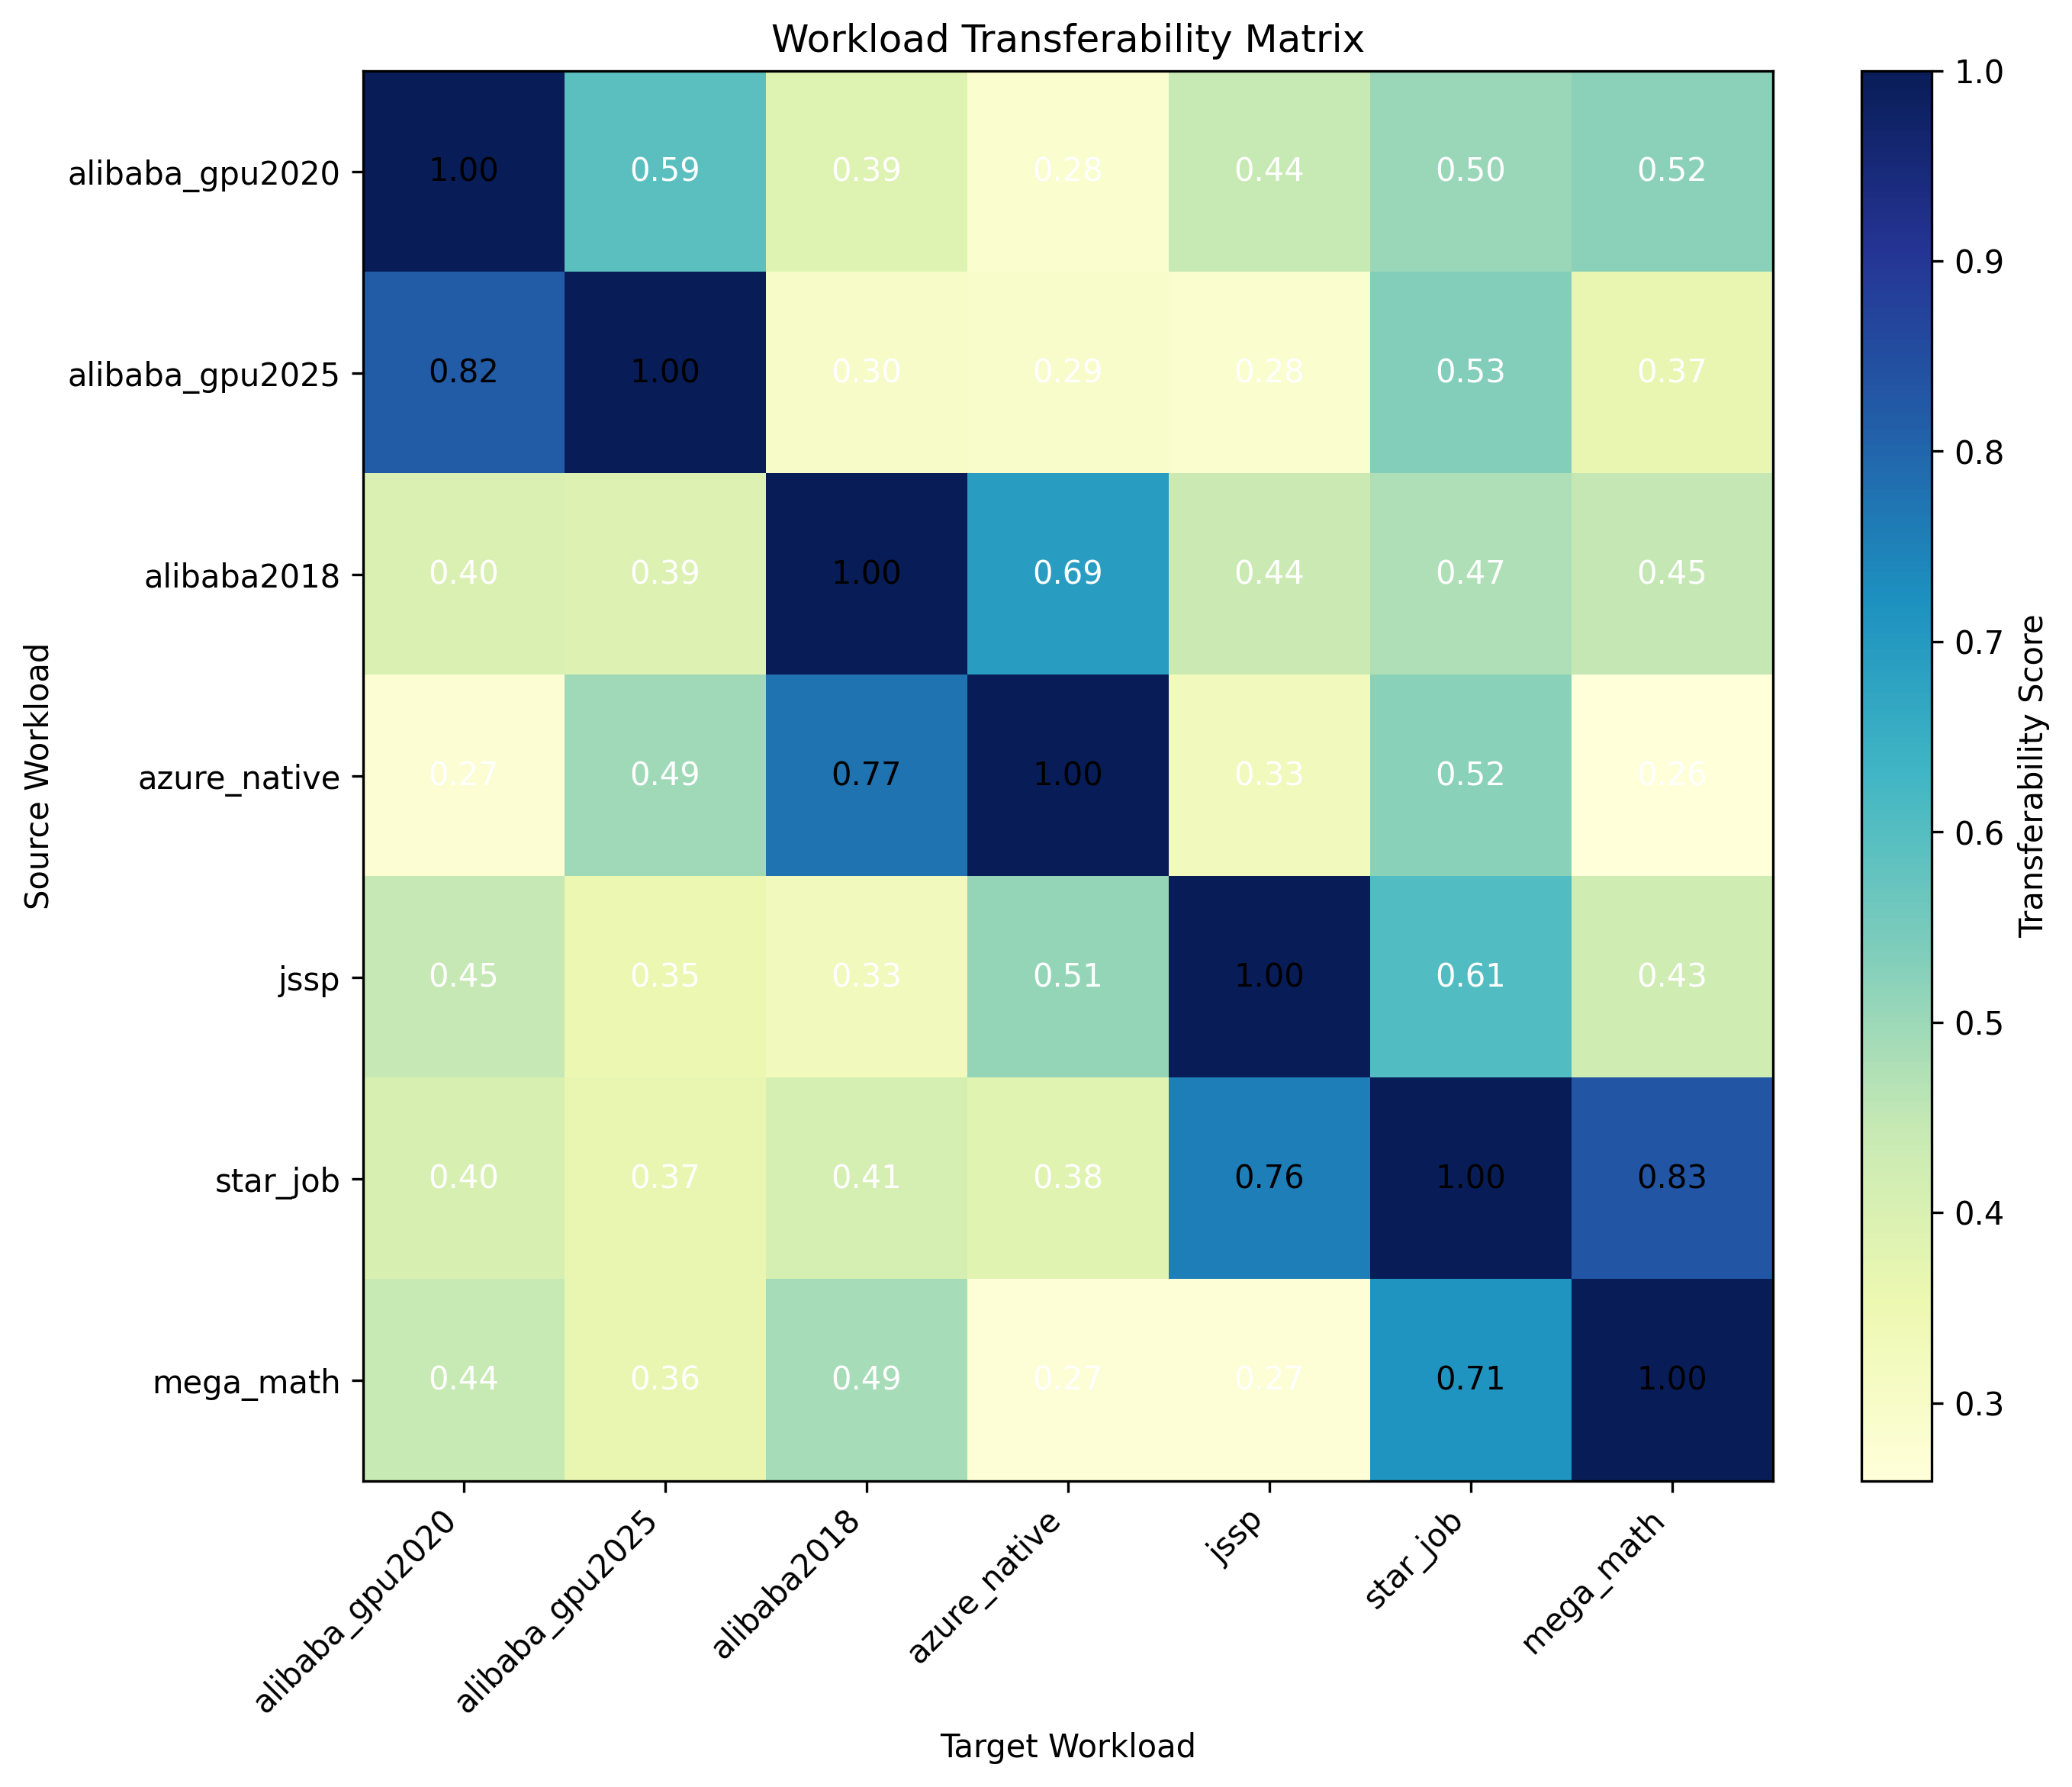 Workload Transferability Matrix
alibaba_gpu2020 1.00 0.59 0.39 0.28 0.44 0.50 0.52
alibaba_gpu2025 0.82 1.00 0.30 0.29 0.28 0.53 0.37
alibaba2018 0.40 0.39 1.00 0.69 0.44 0.47 0.45
azure_native 0.27 0.49 0.77 1.00 0.33 0.52 0.26
jssp 0.45 0.35 0.33 0.51 1.00 0.61 0.43
star_job 0.40 0.37 0.41 0.38 0.76 1.00 0.83
mega_math 0.44 0.36 0.49 0.27 0.27 0.71 1.00
alibaba_gpu2020 alibaba_gpu2025 alibaba2018 azure_native jssp star_job mega_math
Target Workload
Source Workload
1.0
0.9
0.8
0.7
0.6
0.5
0.4
0.3
Transferability Score